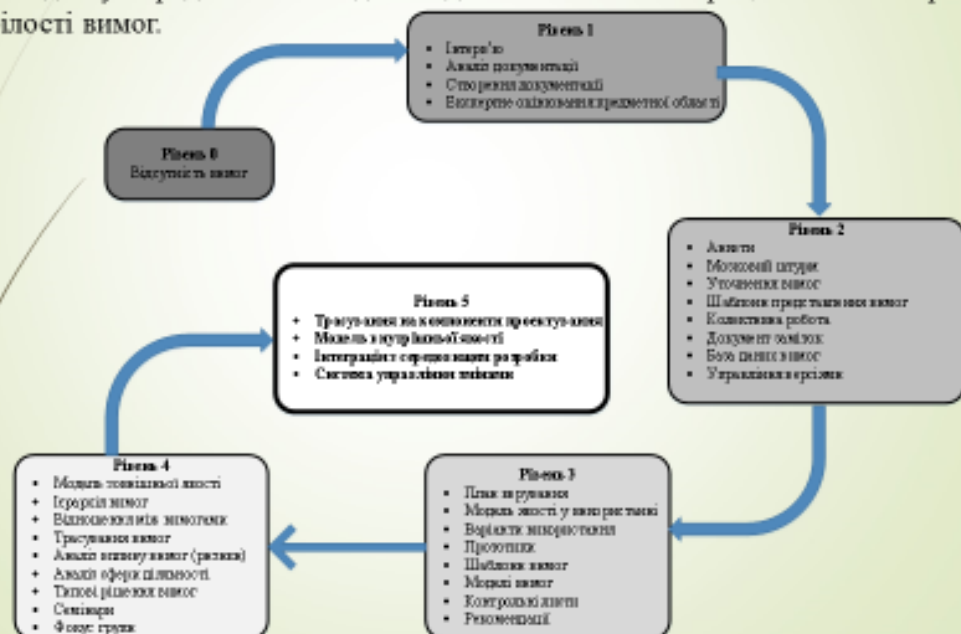 ілості вимог.
Рівень 0
Відсутність вимог
Рівень 1
• Інтерв'ю
• Аналіз документації
• Створення документації
• Експертне оцінювання предметної області
Рівень 2
• Анкети
• Мозковий штурм
• Уточнення вимог
• Шаблони представлення вимог
• Колективна робота
• Документ заміток
• База даних вимог
• Управління версіями
Рівень 3
• План керування
• Модель якості у використанні
• Варіанти використання
• Прототипи
• Шаблони вимог
• Моделі вимог
• Контрольні листи
• Рекомендації
Рівень 4
• Модель зовнішньої якості
• Ієрархія вимог
• Відношення між вимогами
• Трасування вимог
• Аналіз впливу вимог (ризики)
• Аналіз сфери діяльності
• Типові рішення вимог
• Семінари
• Фокус групи
Рівень 5
• Трасування на компоненти проектування
• Модель внутрішньої якості
• Інтеграція з середовищем розробки
• Система управління змінами